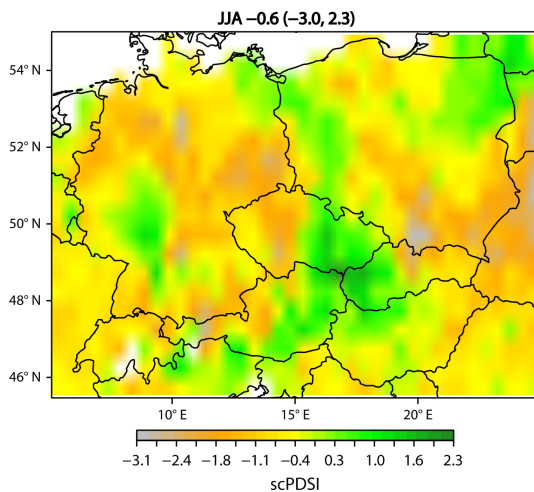 JJA −0.6 (−3.0, 2.3)
54° N
52° N
50° N
48° N
46° N
10° E 15° E 20° E
−3.1 −2.4 −1.8 −1.1 −0.4 0.3 1.0 1.6 2.3
scPDSI